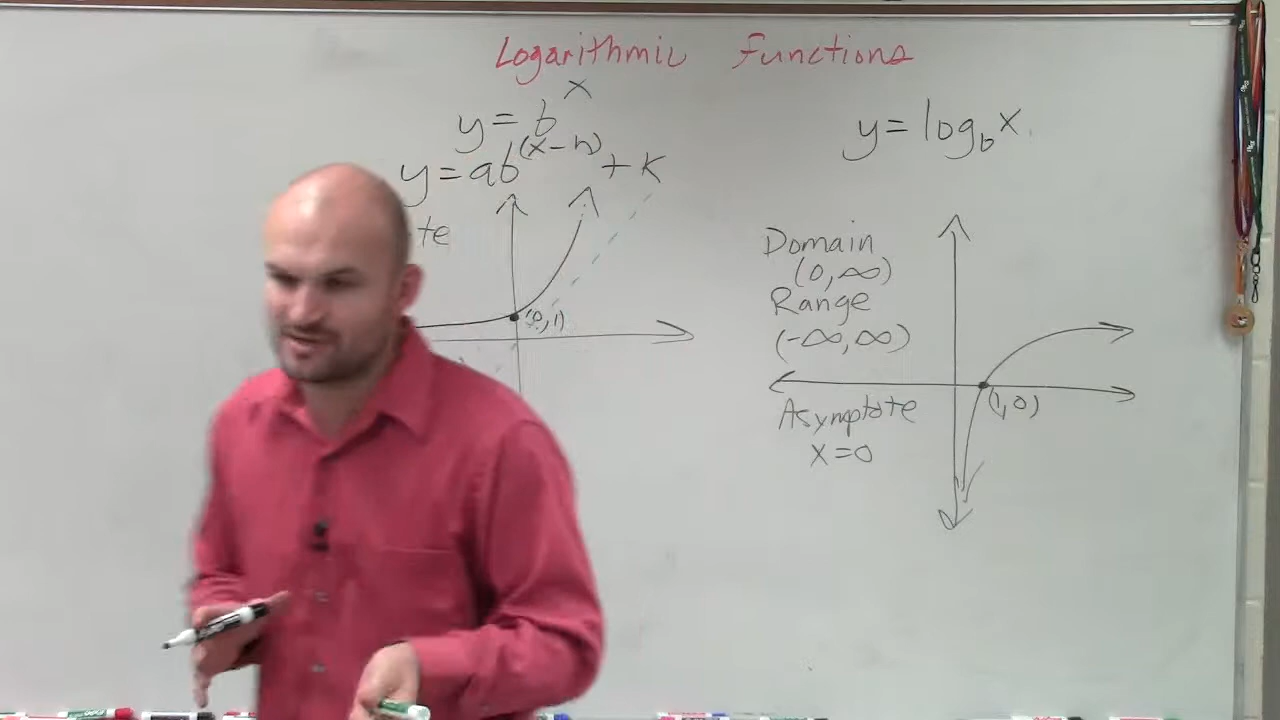 Logarithmic Functions
y = b^x
y = ab^(x-h) + k
te
(0,1)
y = log_b x
Domain
(0,∞)
Range
(-∞,∞)
Asymptote
x=0
(1,0)